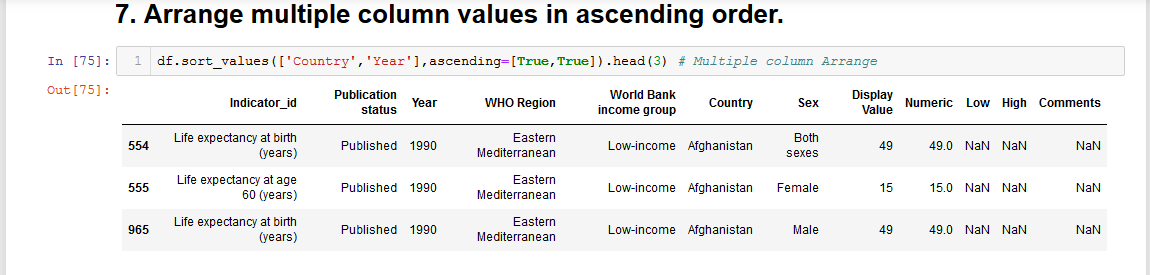 7. Arrange multiple column values in ascending order.
In [75]: 1 df.sort_values(['Country','Year'],ascending=[True,True]).head(3) # Multiple column Arrange
Out[75]:
Indicator_id Publication status Year WHO Region World Bank income group Country Sex Display Value Numeric Low High Comments
554 Life expectancy at birth (years) Published 1990 Eastern Mediterranean Low-income Afghanistan Both sexes 49 49.0 NaN NaN NaN
555 Life expectancy at age 60 (years) Published 1990 Eastern Mediterranean Low-income Afghanistan Female 15 15.0 NaN NaN NaN
965 Life expectancy at birth (years) Published 1990 Eastern Mediterranean Low-income Afghanistan Male 49 49.0 NaN NaN NaN